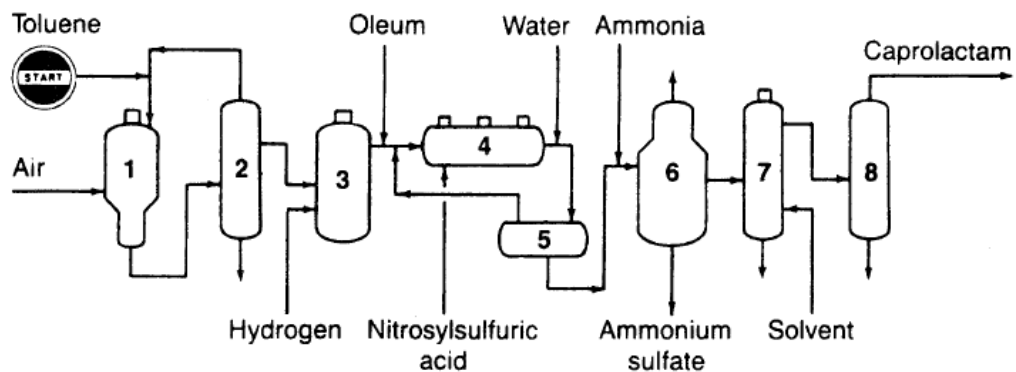 Toluene
START
Oleum
Water
Ammonia
Caprolactam
Air
1
2
3
4
5
6
7
8
Hydrogen
Nitrosylsulfuric
acid
Ammonium
sulfate
Solvent